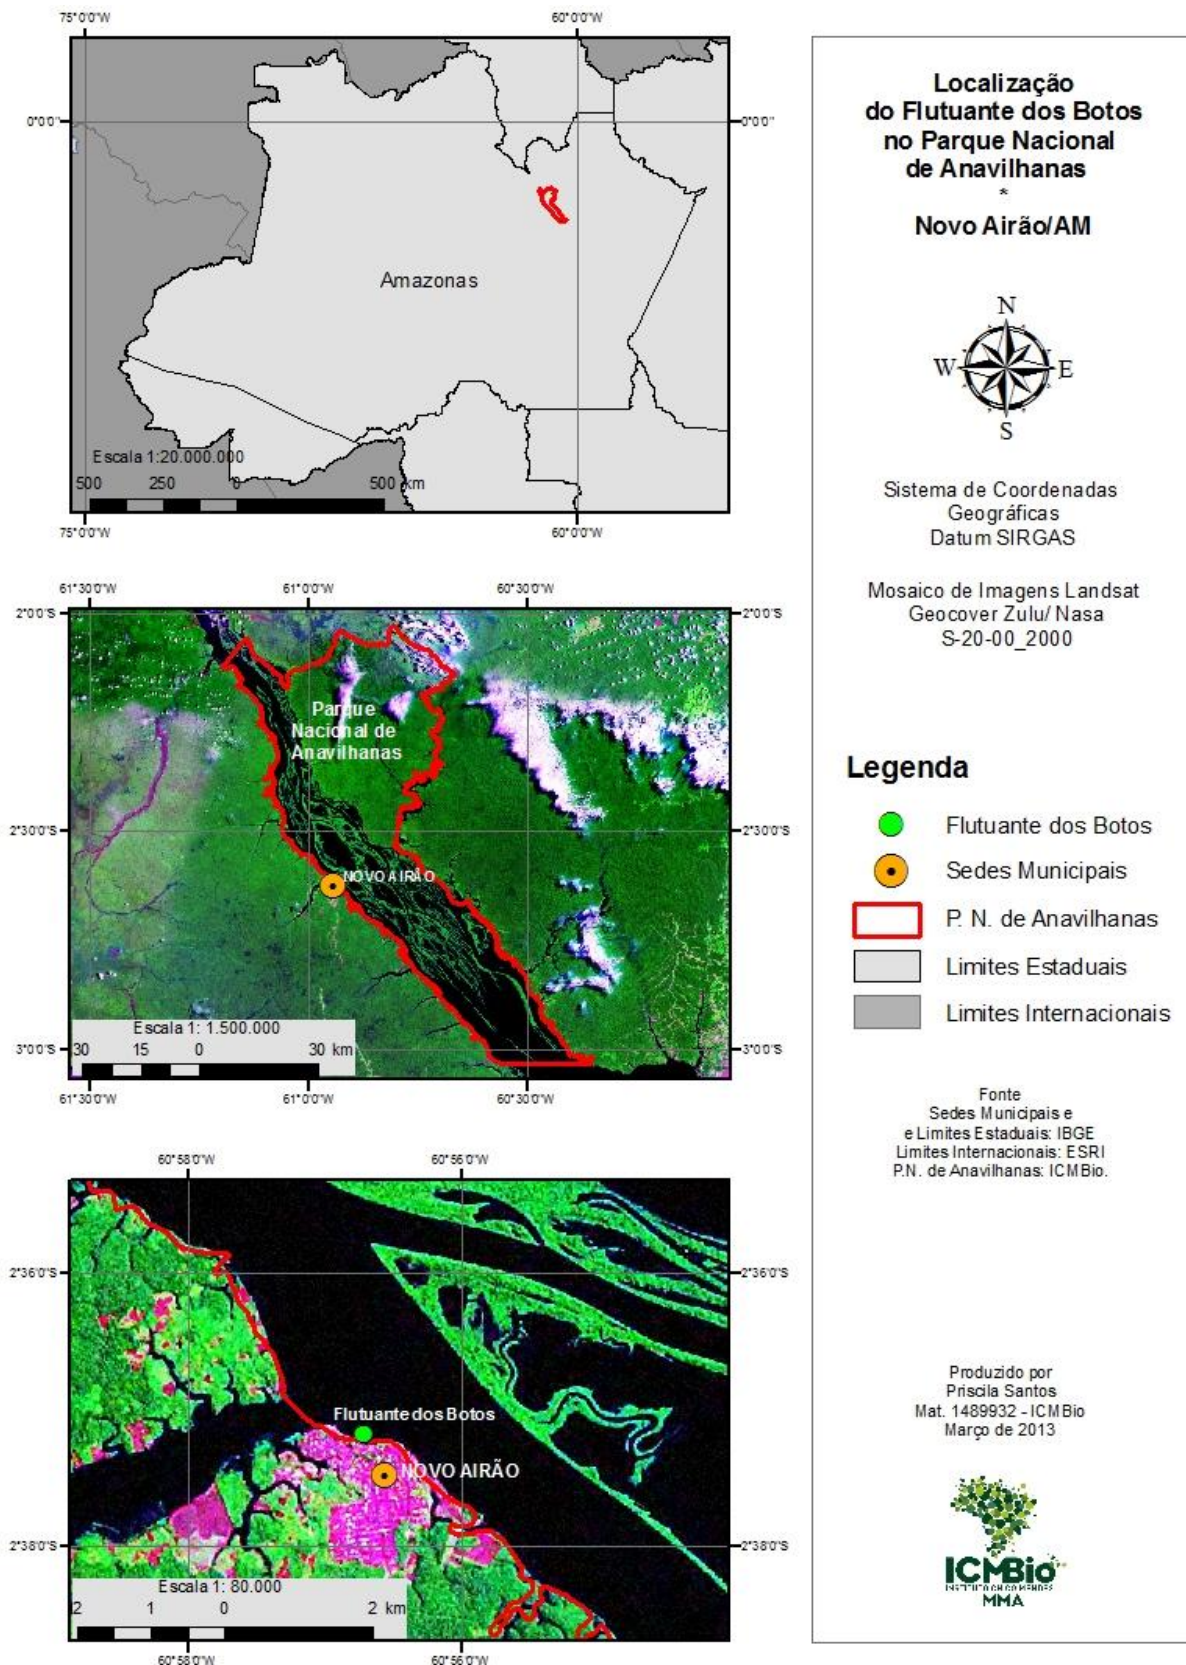 75°0'0"W
60°0'0"W
0°0'0"
0°0'0"
Amazonas
Escala 1:20.000.000
500 250 0 500 km
75°0'0"W
60°0'0"W
61°30'0"W
61°0'0"W
60°30'0"W
2°0'0"S
2°0'0"S
Parque
Nacional de
Anavilhanas
2°30'0"S
2°30'0"S
NOVO AIRÃO
Escala 1: 1.500.000
3°0'0"S
3°0'0"S
30 15 0 30 km
61°30'0"W
61°0'0"W
60°30'0"W
60°58'0"W
60°56'0"W
2°36'0"S
2°36'0"S
Flutuante dos Botos
NOVO AIRÃO
2°38'0"S
2°38'0"S
Escala 1: 80.000
2 1 0 2 km
60°58'0"W
60°56'0"W
Localização
do Flutuante dos Botos
no Parque Nacional
de Anavilhanas
*
Novo Airão/AM
N
W E
S
Sistema de Coordenadas
Geográficas
Datum SIRGAS
Mosaico de Imagens Landsat
Geocover Zulu/ Nasa
S-20-00_2000
Legenda
Flutuante dos Botos
Sedes Municipais
P. N. de Anavilhanas
Limites Estaduais
Limites Internacionais
Fonte
Sedes Municipais e
e Limites Estaduais: IBGE
Limites Internacionais: ESRI
P.N. de Anavilhanas: ICMBio.
Produzido por
Priscila Santos
Mat. 1489932 - ICMBio
Março de 2013
ICMBio
INSTITUTO CHICO MENDES
MMA